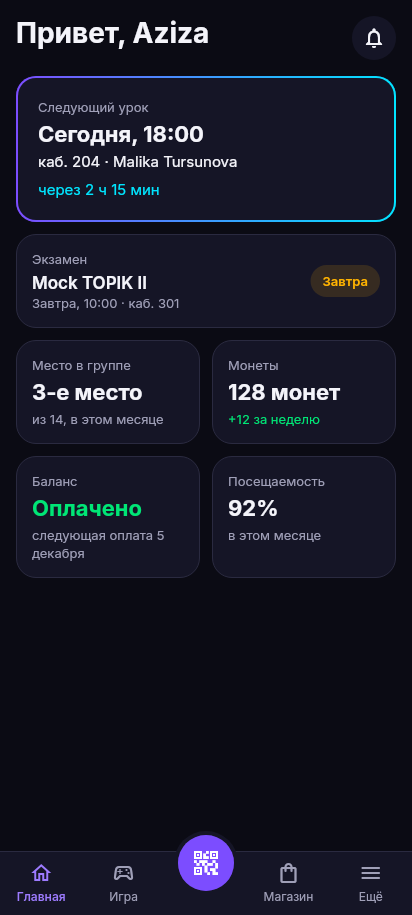 Привет, Aziza
Следующий урок
Сегодня, 18:00
каб. 204 · Malika Tursunova
через 2 ч 15 мин
Экзамен
Mock TOPIK II
Завтра, 10:00 · каб. 301
Завтра
Место в группе
3-е место
из 14, в этом месяце
Монеты
128 монет
+12 за неделю
Баланс
Оплачено
следующая оплата 5
декабря
Посещаемость
92%
в этом месяце
Главная
Игра
Магазин
Ещё